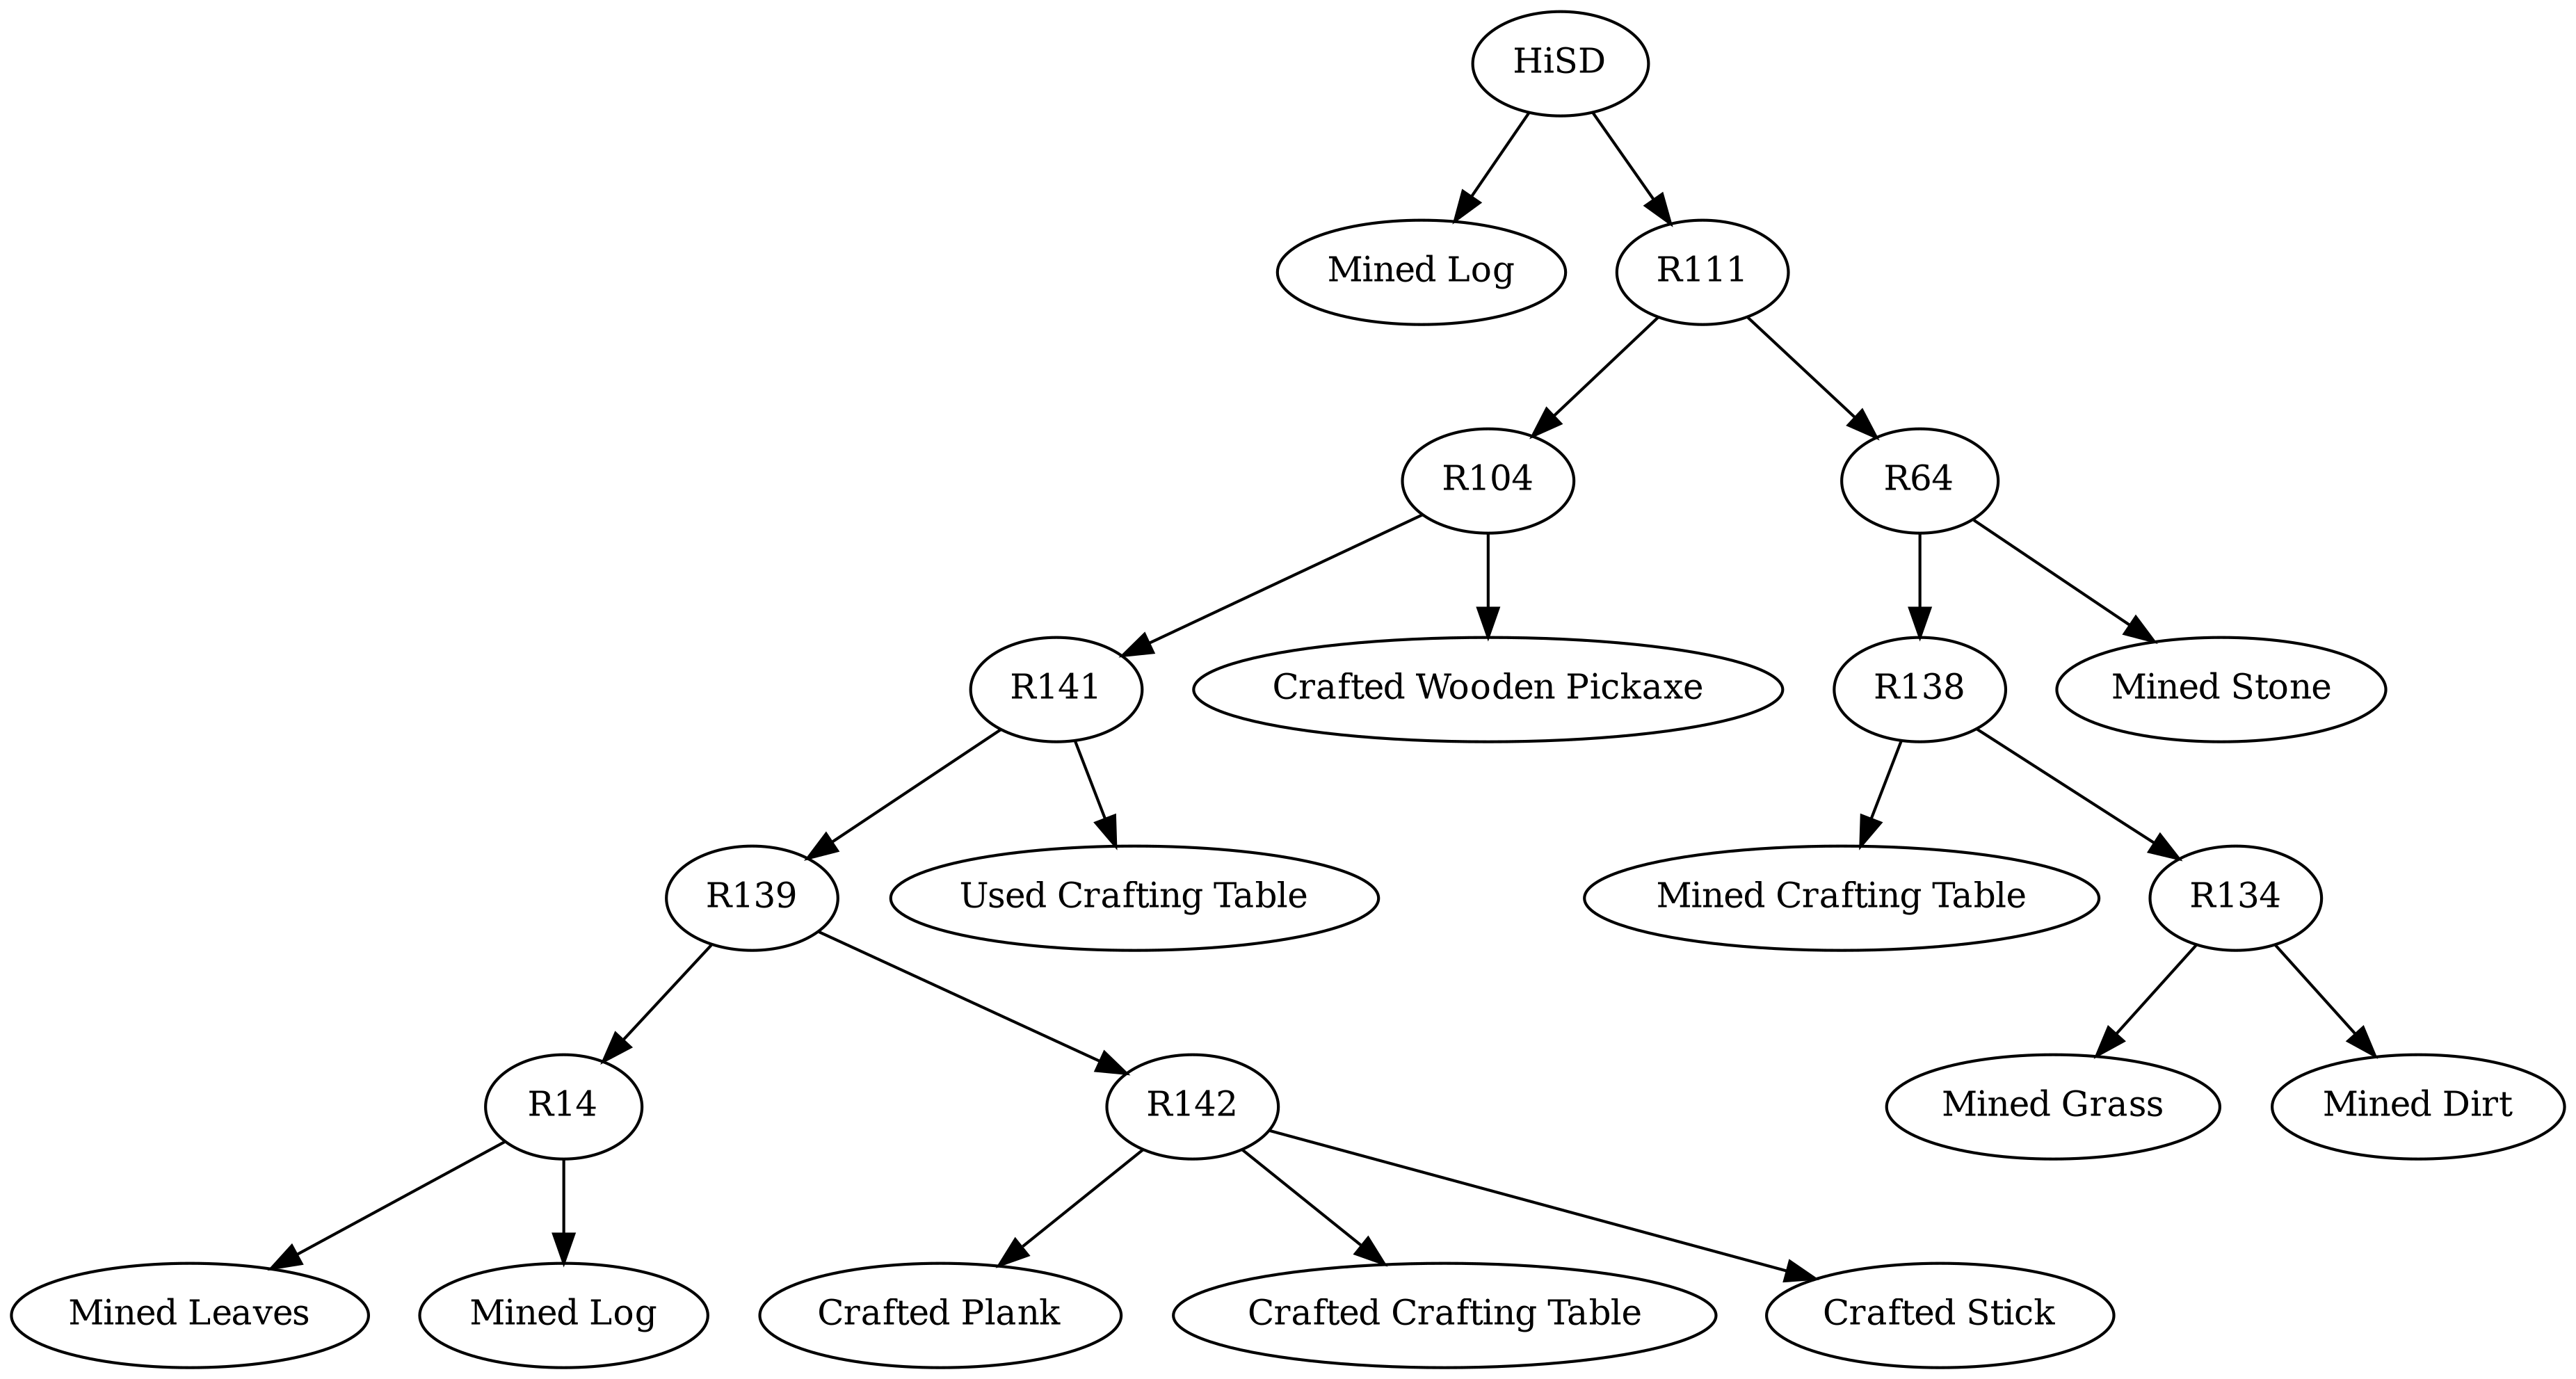 HiSD
Mined Log
R111
R104
R64
R141
Crafted Wooden Pickaxe
R138
Mined Stone
R139
Used Crafting Table
Mined Crafting Table
R134
R14
R142
Mined Grass
Mined Dirt
Mined Leaves
Mined Log
Crafted Plank
Crafted Crafting Table
Crafted Stick